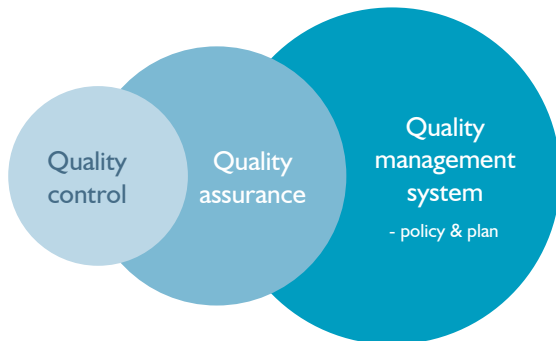 Quality
control
Quality
assurance
Quality
management
system
- policy & plan